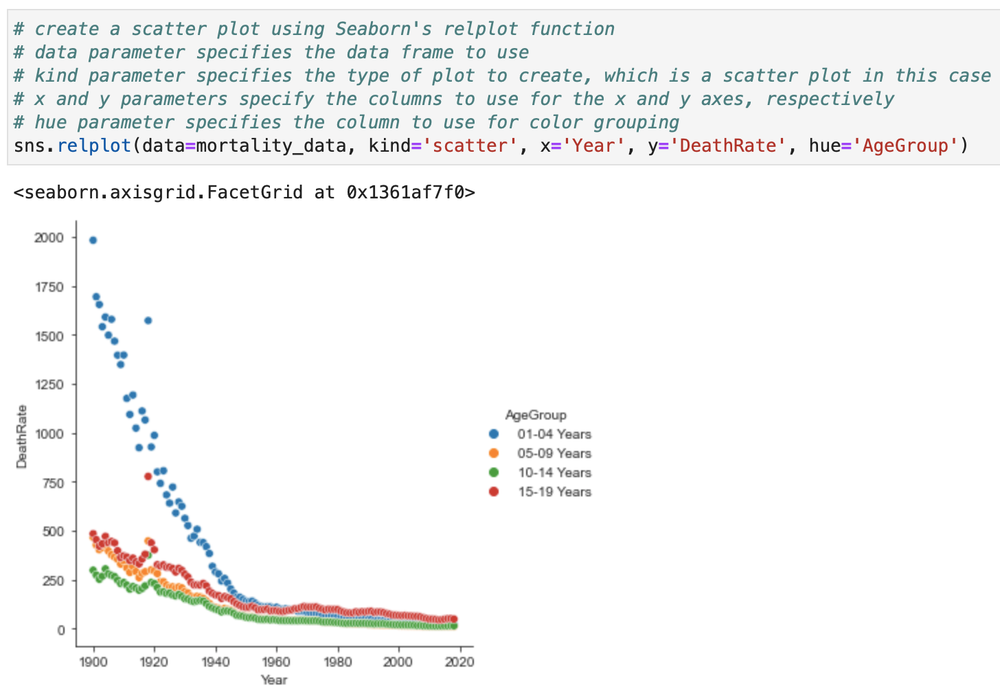 # create a scatter plot using Seaborn's relplot function
# data parameter specifies the data frame to use
# kind parameter specifies the type of plot to create, which is a scatter plot in this case
# x and y parameters specify the columns to use for the x and y axes, respectively
# hue parameter specifies the column to use for color grouping
sns.relplot(data=mortality_data, kind='scatter', x='Year', y='DeathRate', hue='AgeGroup')
<seaborn.axisgrid.FacetGrid at 0x1361af7f0>
2000
1750
1500
1250
1000
750
500
250
0
DeathRate
1900 1920 1940 1960 1980 2000 2020
Year
AgeGroup
01-04 Years
05-09 Years
10-14 Years
15-19 Years